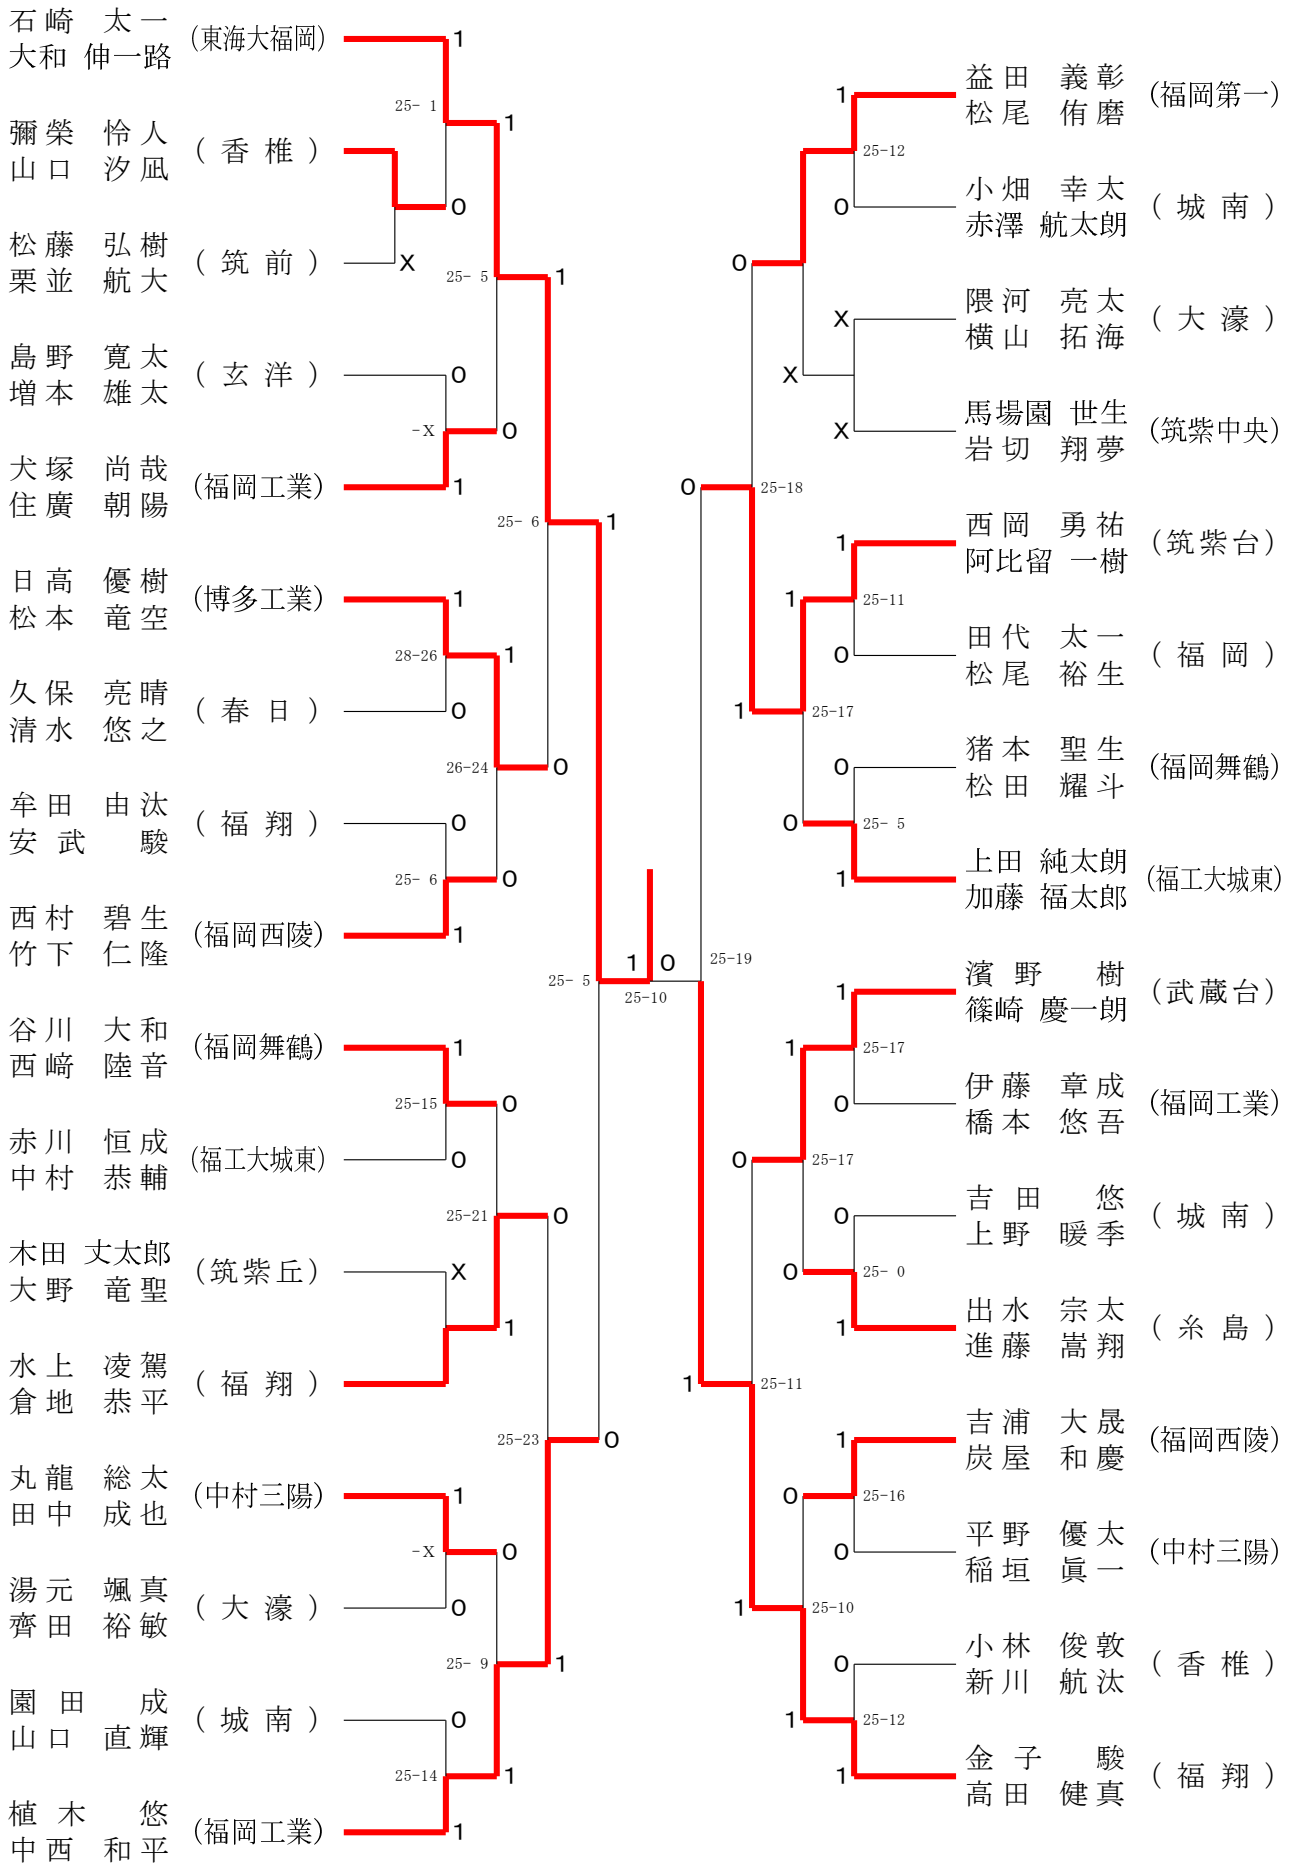 石崎 太一
大和 伸一路
(東海大福岡)
1
25- 1
1
彌榮 怜人
山口 汐凪
(香椎)
0
松藤 弘樹
栗並 航大
(筑前)
X
25- 5
1
島野 寛太
増本 雄太
(玄洋)
0
-X
0
犬塚 尚哉
住廣 朝陽
(福岡工業)
1
25- 6
1
日高 優樹
松本 竜空
(博多工業)
1
28-26
1
久保 亮晴
清水 悠之
(春日)
0
26-24
0
牟田 由汰
安武 駿
(福翔)
0
25- 6
0
西村 碧生
竹下 仁隆
(福岡西陵)
1
25- 5
1
0
25-10
谷川 大和
西﨑 陸音
(福岡舞鶴)
1
25-15
0
赤川 恒成
中村 恭輔
(福工大城東)
0
25-21
0
木田 丈太郎
大野 竜聖
(筑紫丘)
X
1
水上 凌駕
倉地 恭平
(福翔)
25-23
0
丸龍 総太
田中 成也
(中村三陽)
1
-X
0
湯元 颯真
齊田 裕敏
(大濠)
0
25- 9
1
園田 成
山口 直輝
(城南)
0
25-14
1
植木 悠
中西 和平
(福岡工業)
1
益田 義彰
松尾 侑磨
(福岡第一)
1
25-12
小畑 幸太
赤澤 航太朗
(城南)
0
0
隈河 亮太
横山 拓海
(大濠)
X
X
馬場園 世生
岩切 翔夢
(筑紫中央)
X
0
25-18
西岡 勇祐
阿比留 一樹
(筑紫台)
1
1
25-11
田代 太一
松尾 裕生
(福岡)
0
1
25-17
猪本 聖生
松田 耀斗
(福岡舞鶴)
0
0
25- 5
上田 純太朗
加藤 福太郎
(福工大城東)
1
25-19
濱野 樹
篠崎 慶一朗
(武蔵台)
1
1
25-17
伊藤 章成
橋本 悠吾
(福岡工業)
0
0
25-17
吉田 悠
上野 暖季
(城南)
0
0
25- 0
出水 宗太
進藤 嵩翔
(糸島)
1
1
25-11
吉浦 大晟
炭屋 和慶
(福岡西陵)
1
0
25-16
平野 優太
稲垣 眞一
(中村三陽)
0
1
25-10
小林 俊敦
新川 航汰
(香椎)
0
1
25-12
金子 駿
高田 健真
(福翔)
1